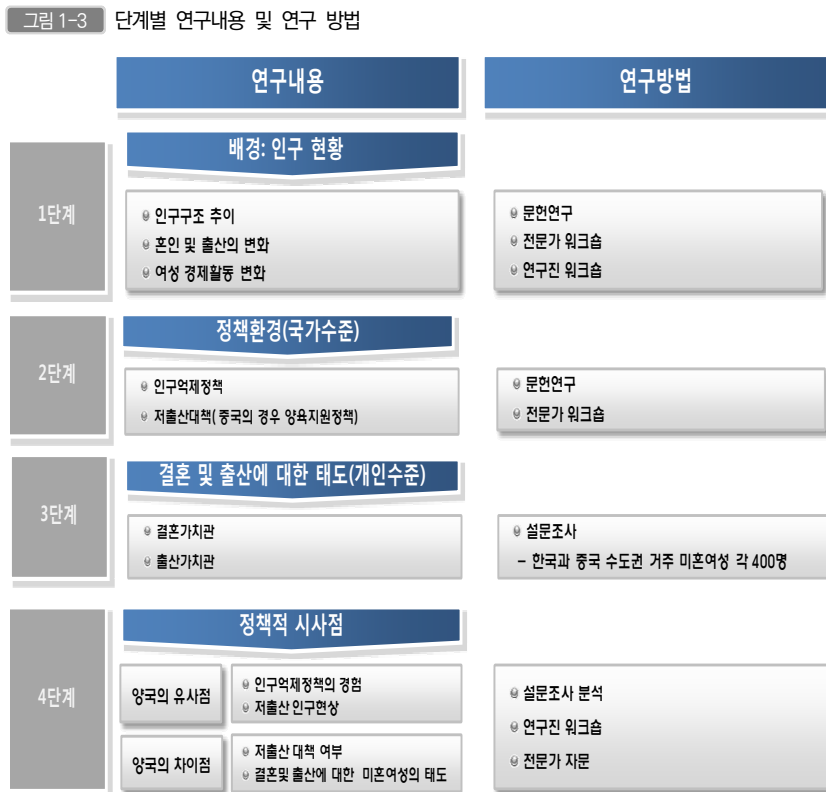 그림 1-3 단계별 연구내용 및 연구 방법
연구내용 연구방법
1단계
배경: 인구 현황
인구구조 추이
혼인 및 출산의 변화
여성 경제활동 변화
문헌연구
전문가 워크숍
연구진 워크숍
2단계
정책환경(국가수준)
인구억제정책
저출산대책( 중국의 경우 양육지원정책)
문헌연구
전문가 워크숍
3단계
결혼 및 출산에 대한 태도(개인수준)
결혼가치관
출산가치관
설문조사
- 한국과 중국 수도권 거주 미혼여성 각 400명
4단계
정책적 시사점
양국의 유사점
인구억제정책의 경험
저출산 인구현상
양국의 차이점
저출산 대책 여부
결혼및 출산에 대한 미혼여성의 태도
설문조사 분석
연구진 워크숍
전문가 자문